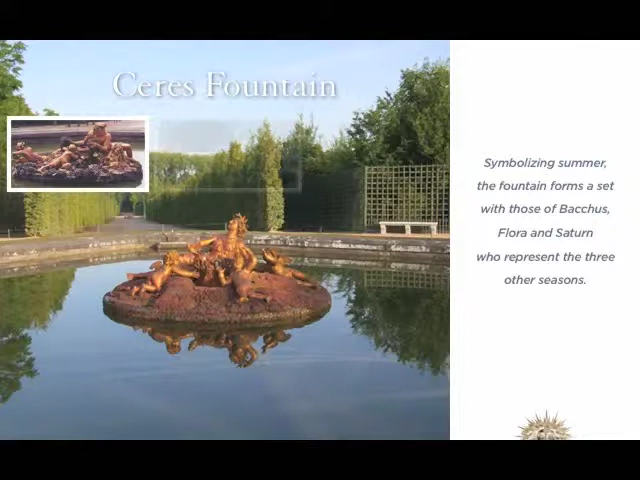 Ceres Fountain
Symbolizing summer,
the fountain forms a set
with those of Bacchus,
Flora and Saturn
who represent the three
other seasons.